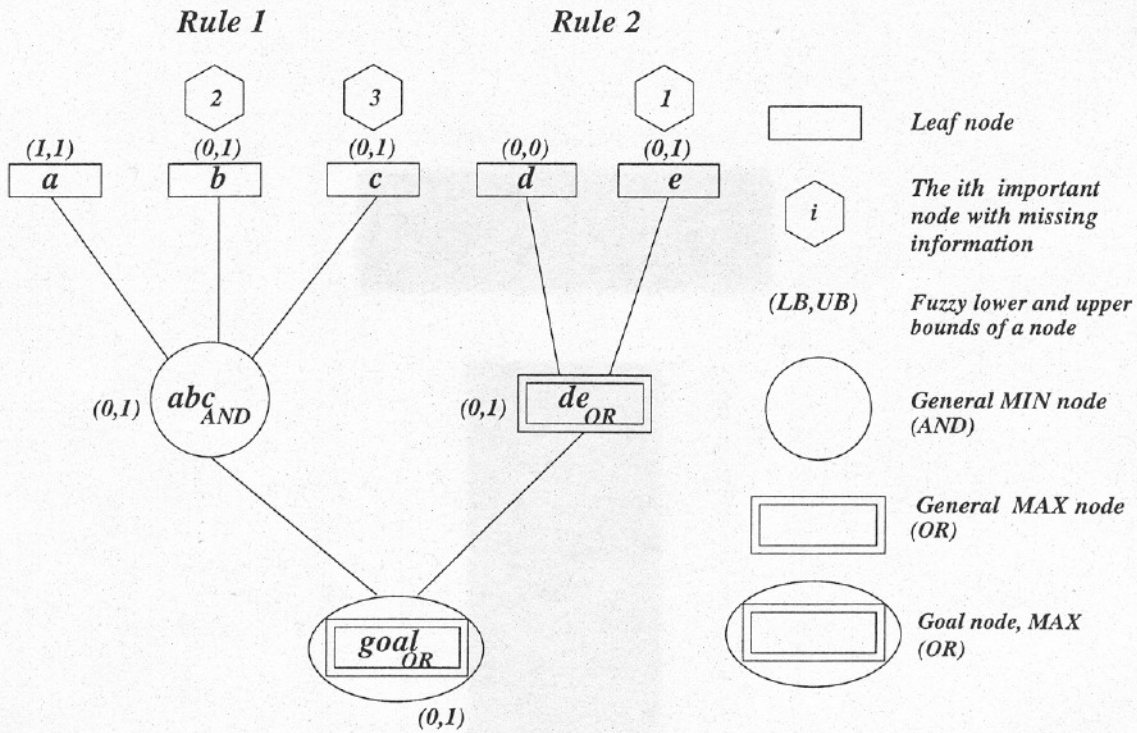 Rule 1
Rule 2
2
3
1
(1,1)
(0,1)
(0,1)
(0,0)
(0,1)
a
b
c
d
e
(0,1)
abc AND
(0,1)
de OR
goal OR
(0,1)
Leaf node
i
The ith important
node with missing
information
(LB,UB)
Fuzzy lower and upper
bounds of a node
General MIN node
(AND)
General MAX node
(OR)
Goal node, MAX
(OR)